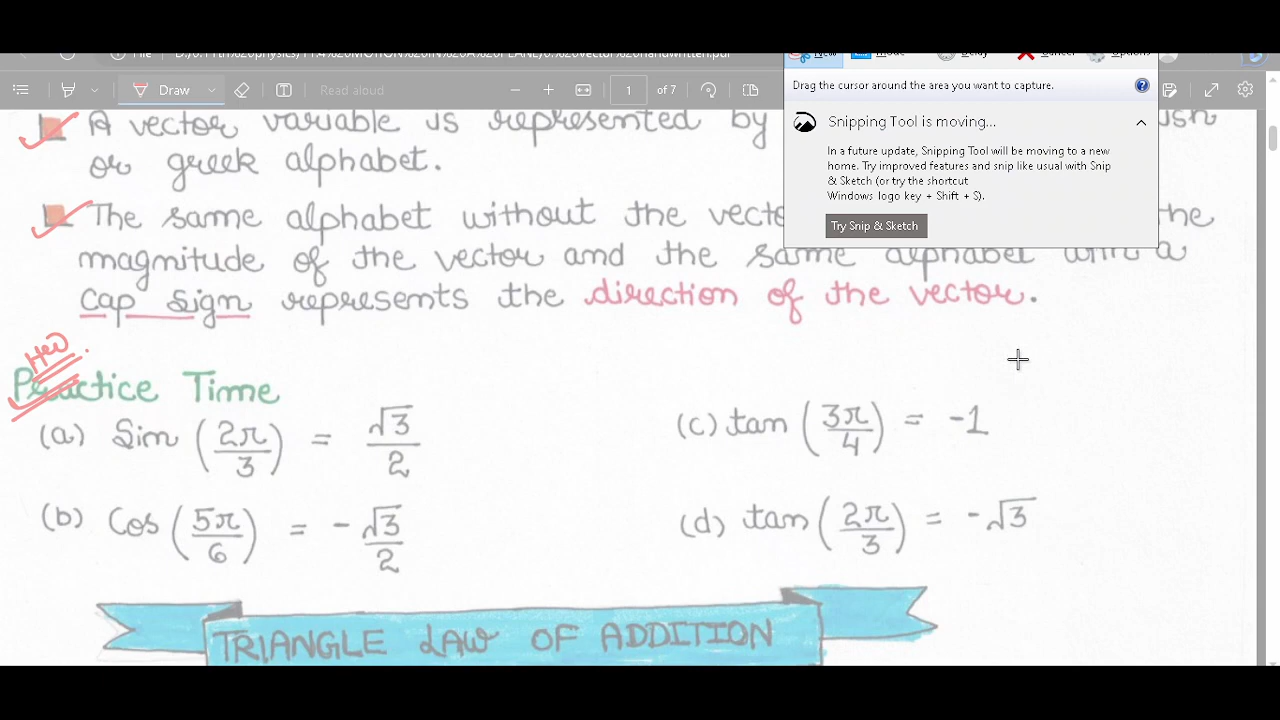 Draw
Read aloud
1 of 7
Drag the cursor around the area you want to capture.
Snipping Tool is moving...
In a future update, Snipping Tool will be moving to a new
home. Try improved features and snip like usual with Snip
& Sketch (or try the shortcut
Windows logo key + Shift + S).
Try Snip & Sketch
A vector variable is represented by
or greek alphabet.
The same alphabet without the the
magnitude of the vector and the same alphabet with a
cap sign represents the direction of the vector.
Practice Time
(a) Sin (2π/3) = √3/2
(c) tan (3π/4) = -1
(b) Cos (5π/6) = -√3/2
(d) tan (2π/3) = -√3
TRIANGLE LAW OF ADDITION